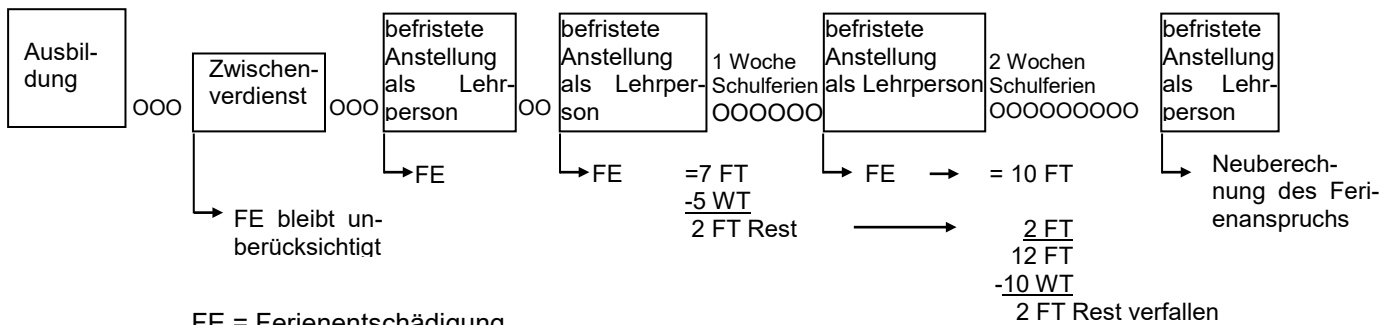 Ausbil-
dung
OOO
Zwischen-
verdienst
OOO
befristete
Anstellung
als Lehr-
person
OO
befristete
Anstellung
als Lehrper-
son
1 Woche
Schulferien
OOOOOO
befristete
Anstellung
als Lehrperson
2 Wochen
Schulferien
OOOOOOOOO
befristete
Anstellung
als Lehr-
person
FE bleibt un-
berücksichtigt
FE
FE
=7 FT
-5 WT
2 FT Rest
FE
= 10 FT
2 FT
12 FT
-10 WT
2 FT Rest verfallen
Neuberech-
nung des Feri-
enanspruchs
FE = Ferienentschädigung